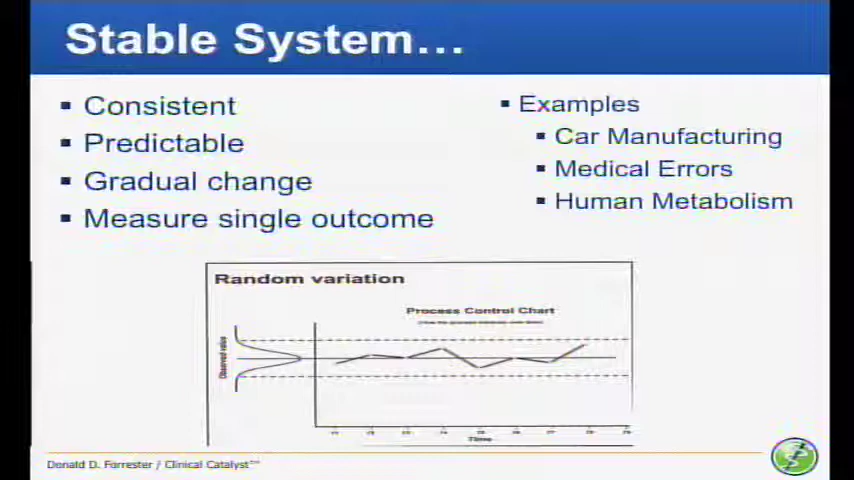 Stable System...
Consistent
Predictable
Gradual change
Measure single outcome
Examples
Car Manufacturing
Medical Errors
Human Metabolism
Random variation
Process Control Chart
Observed value
Time
Donald D. Forrester / Clinical Catalyst™